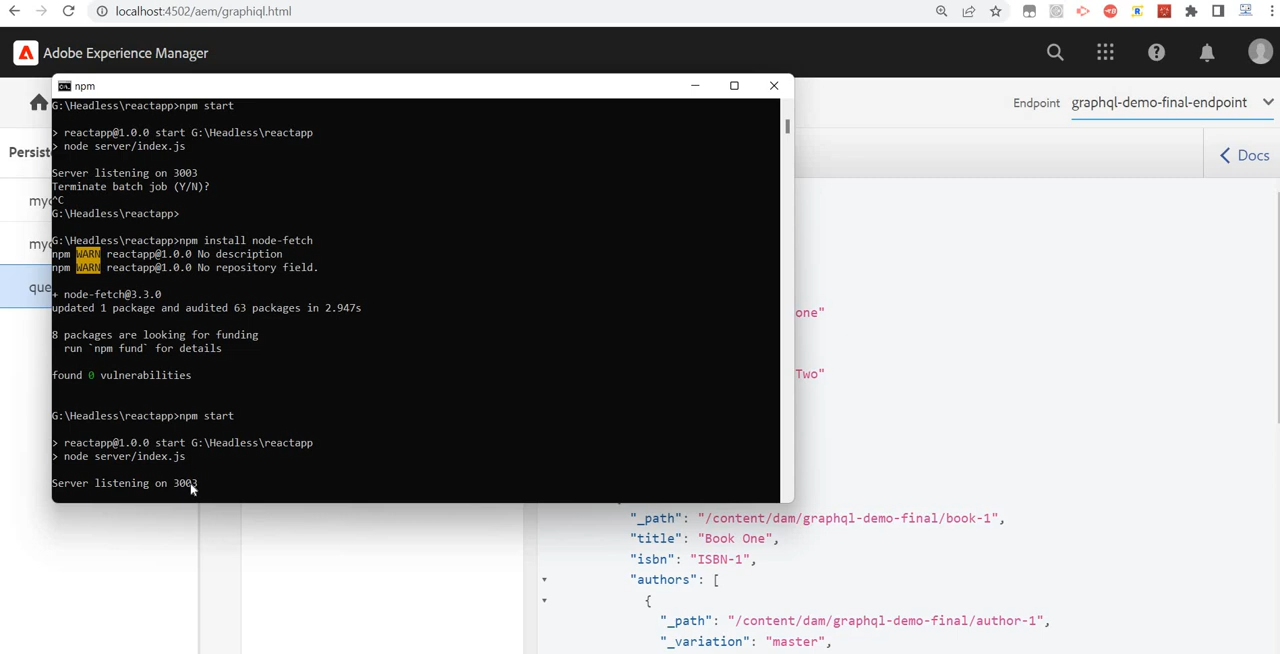 localhost:4502/aem/graphiql.html
Adobe Experience Manager
npm
G:\Headless\reactapp>npm start
> reactapp@1.0.0 start G:\Headless\reactapp
> node server/index.js
Server listening on 3003
Terminate batch job (Y/N)?
^C
G:\Headless\reactapp>
G:\Headless\reactapp>npm install node-fetch
npm WARN reactapp@1.0.0 No description
npm WARN reactapp@1.0.0 No repository field.
+ node-fetch@3.3.0
updated 1 package and audited 63 packages in 2.947s
8 packages are looking for funding
run `npm fund` for details
found 0 vulnerabilities
G:\Headless\reactapp>npm start
> reactapp@1.0.0 start G:\Headless\reactapp
> node server/index.js
Server listening on 3003
Endpoint graphql-demo-final-endpoint
Persist
Docs
my
my
que
one"
Two"
"_path": "/content/dam/graphql-demo-final/book-1",
"title": "Book One",
"isbn": "ISBN-1",
"authors": [
{
"_path": "/content/dam/graphql-demo-final/author-1",
"_variation": "master",